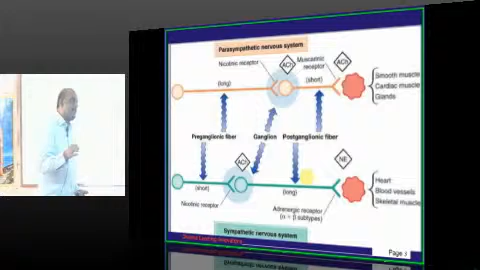 Parasympathetic nervous system
Nicotinic receptor
ACh
Muscarinic
receptor
ACh
(long)
(short)
Smooth muscle
Cardiac muscle
Glands
Preganglionic fiber
Ganglion
Postganglionic fiber
ACh
NE
(short)
(long)
Nicotinic receptor
Adrenergic receptor
(α + β subtypes)
Heart
Blood vessels
Skeletal muscle
Sympathetic nervous system
Page 3